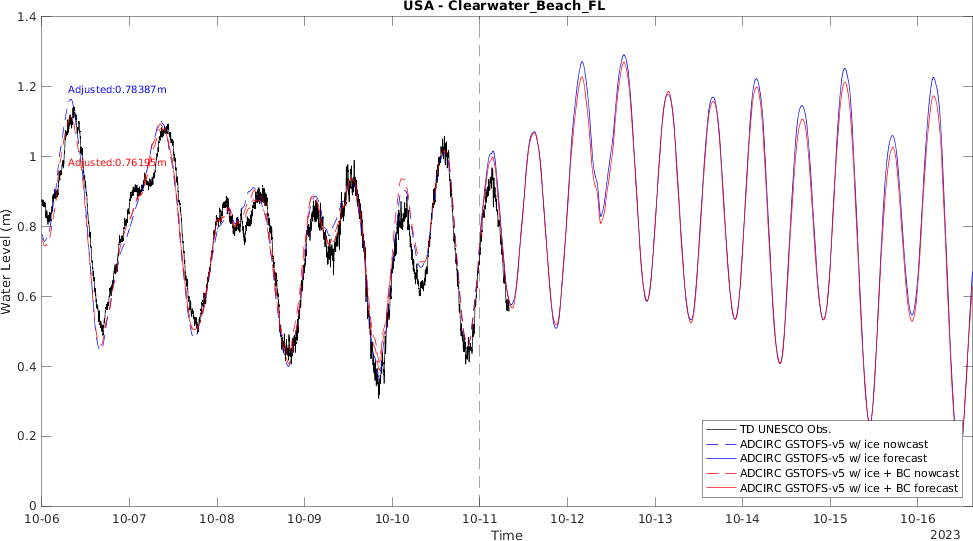 USA - Clearwater_Beach_FL
1.4
1.2
1
0.8
0.6
0.4
0.2
0
Water Level (m)
Adjusted:0.78387m
Adjusted:0.76195m
TD UNESCO Obs.
ADCIRC GSTOFS-v5 w/ ice nowcast
ADCIRC GSTOFS-v5 w/ ice forecast
ADCIRC GSTOFS-v5 w/ ice + BC nowcast
ADCIRC GSTOFS-v5 w/ ice + BC forecast
10-06 10-07 10-08 10-09 10-10 10-11 10-12 10-13 10-14 10-15 10-16
Time
2023